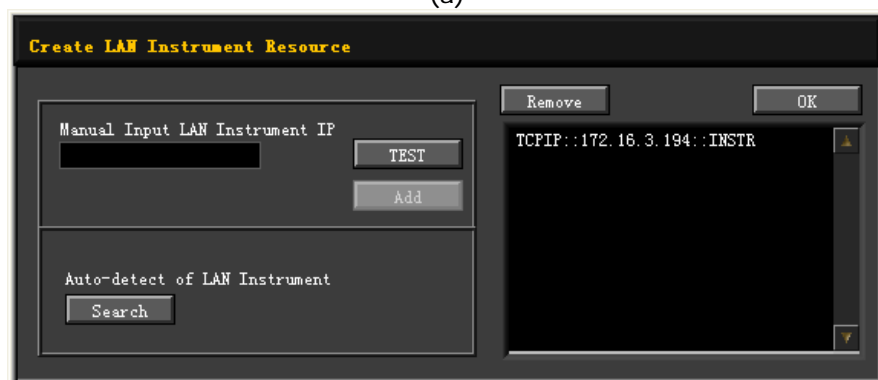 (a)
Create LAN Instrument Resource
Remove
OK
Manual Input LAN Instrument IP
TEST
Add
TCPIP::172.16.3.194::INSTR
Auto-detect of LAN Instrument
Search